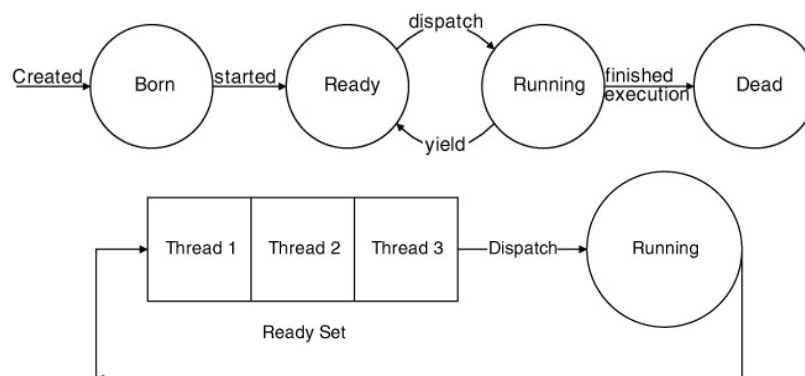 dispatch
Created
Born
started
Ready
Running
finished
execution
Dead
yield
Thread 1
Thread 2
Thread 3
Dispatch
Running
Ready Set